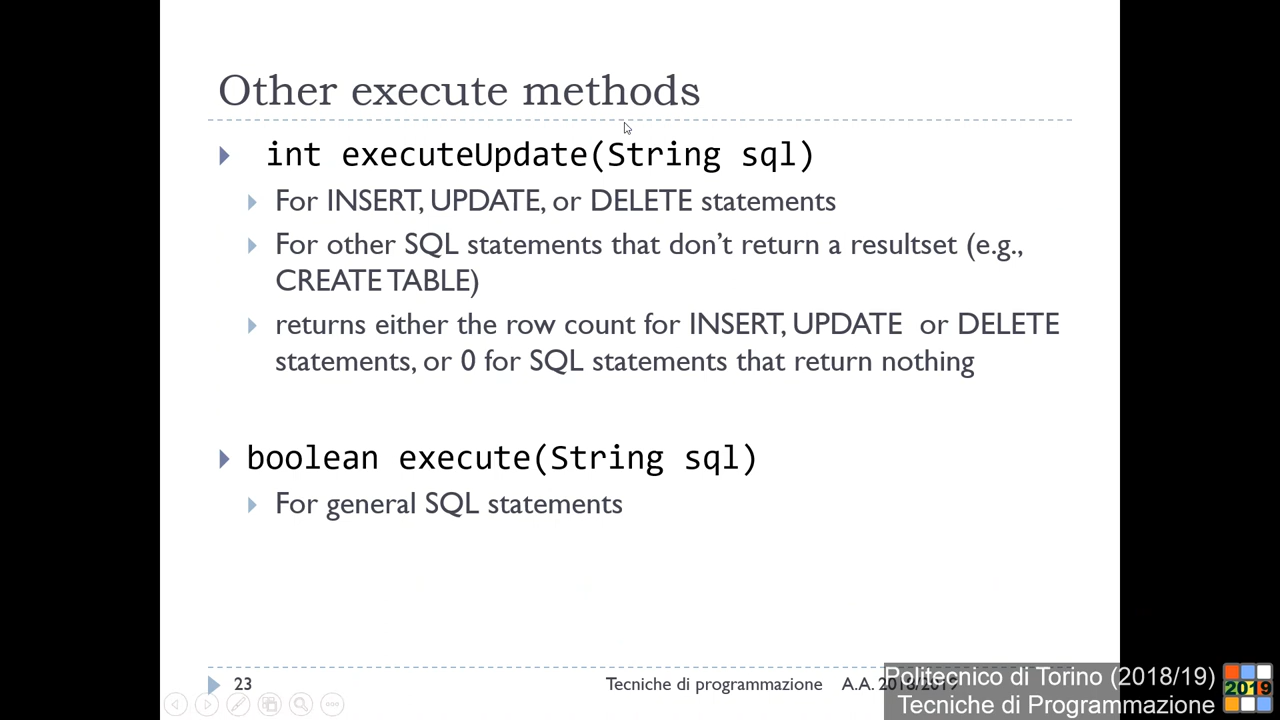 Other execute methods
int executeUpdate(String sql)
For INSERT, UPDATE, or DELETE statements
For other SQL statements that don’t return a resultset (e.g.,
CREATE TABLE)
returns either the row count for INSERT, UPDATE or DELETE
statements, or 0 for SQL statements that return nothing
boolean execute(String sql)
For general SQL statements
23
Tecniche di programmazione A.A. 2018/2019
Politecnico di Torino (2018/19)
Tecniche di Programmazione
2019